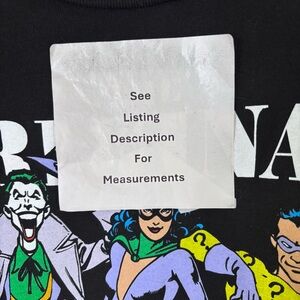 See
Listing
Description
For
Measurements